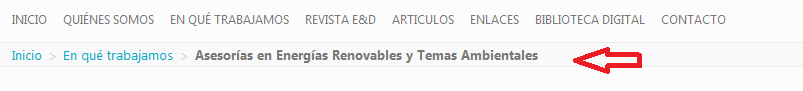 INICIO QUIÉNES SOMOS EN QUÉ TRABAJAMOS REVISTA E&D ARTICULOS ENLACES BIBLIOTECA DIGITAL CONTACTO
Inicio > En qué trabajamos > Asesorías en Energías Renovables y Temas Ambientales